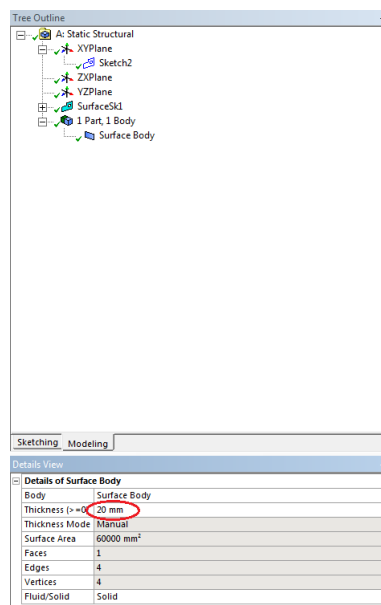 Tree Outline
A: Static Structural
XYPlane
Sketch2
ZXPlane
YZPlane
SurfaceSk1
1 Part, 1 Body
Surface Body
Sketching Modeling
Details View
Details of Surface Body
Body Surface Body
Thickness (>=0) 20 mm
Thickness Mode Manual
Surface Area 60000 mm²
Faces 1
Edges 4
Vertices 4
Fluid/Solid Solid